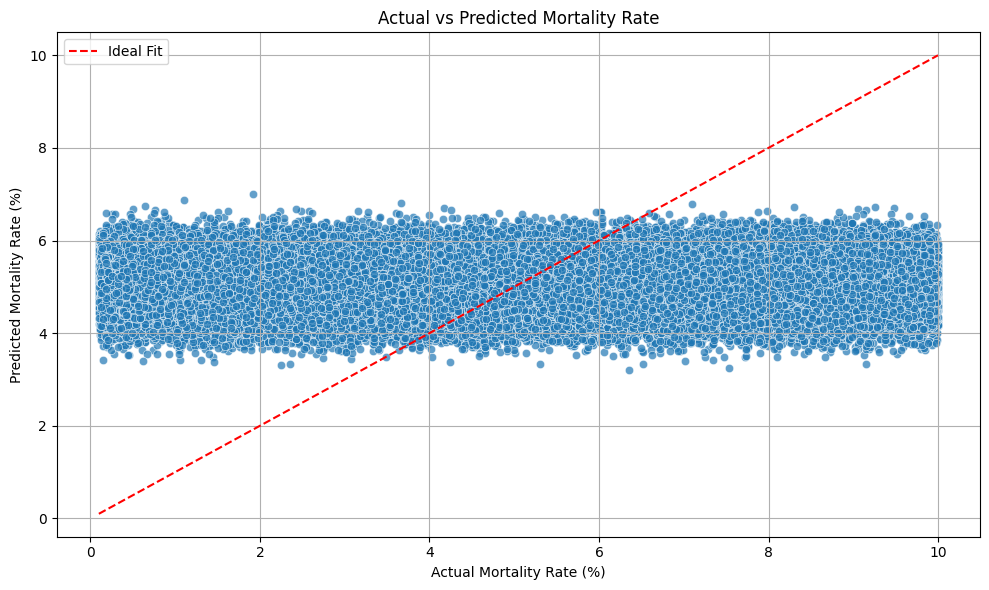 Actual vs Predicted Mortality Rate
Ideal Fit
10
8
6
4
2
0
Predicted Mortality Rate (%)
0 2 4 6 8 10
Actual Mortality Rate (%)